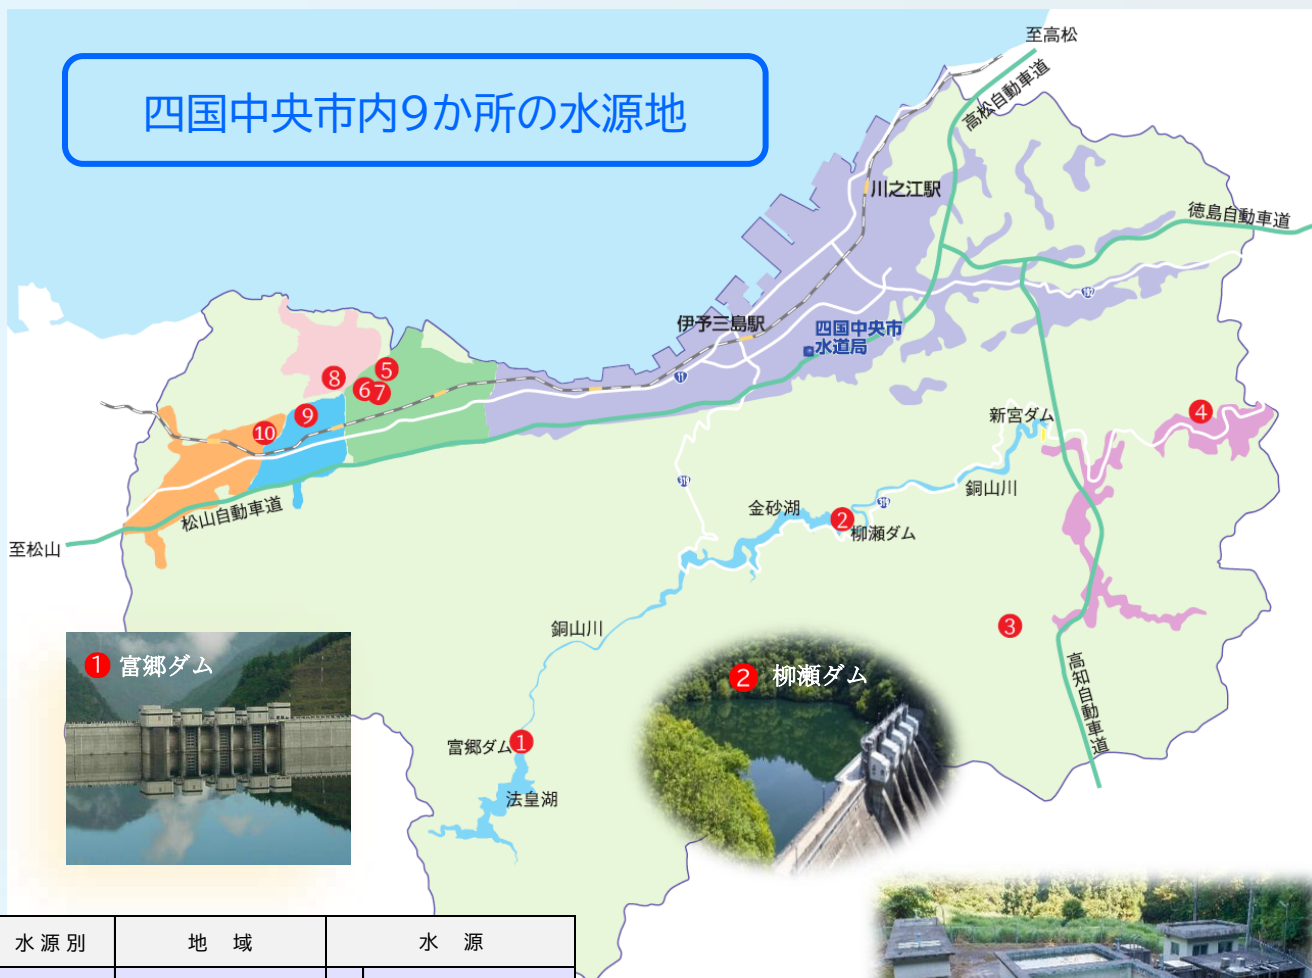 四国中央市内9か所の水源地
至高松
高松自動車道
川之江駅
徳島自動車道
192
伊予三島駅
四国中央市
水道局
11
8
5
6
7
9
10
4
新宮ダム
松山自動車道
319
銅山川
金砂湖
319
2
柳瀬ダム
至松山
銅山川
3
1 富郷ダム
2 柳瀬ダム
高知自動車道
富郷ダム
1
法皇湖
水源別 地域 水源